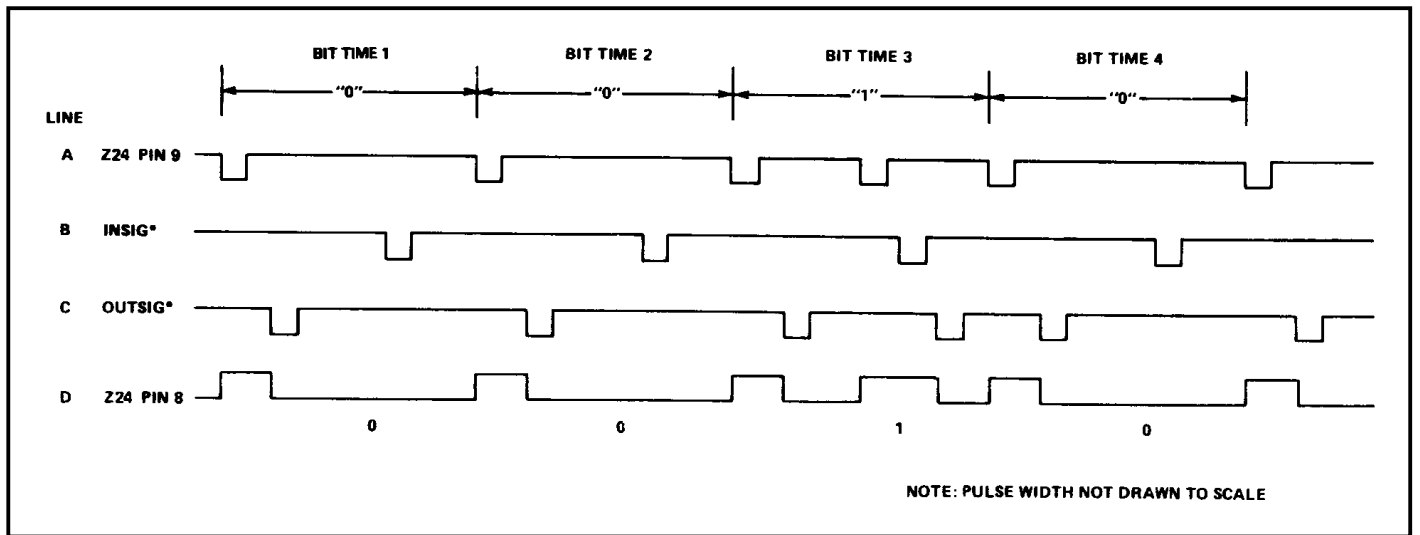 BIT TIME 1 BIT TIME 2 BIT TIME 3 BIT TIME 4
"0" "0" "1" "0"
LINE
A Z24 PIN 9
B INSIG*
C OUTSIG*
D Z24 PIN 8
0 0 1 0
NOTE: PULSE WIDTH NOT DRAWN TO SCALE